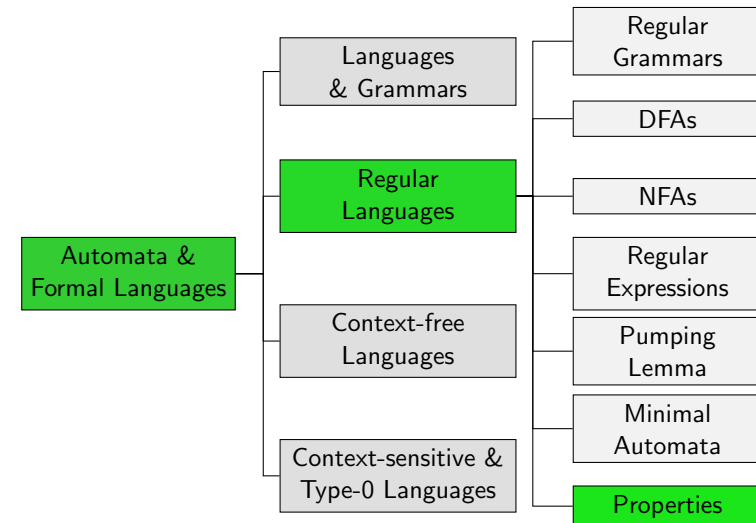 Automata &
Formal Languages
Languages
& Grammars
Regular
Languages
Context-free
Languages
Context-sensitive &
Type-0 Languages
Regular
Grammars
DFAs
NFAs
Regular
Expressions
Pumping
Lemma
Minimal
Automata
Properties